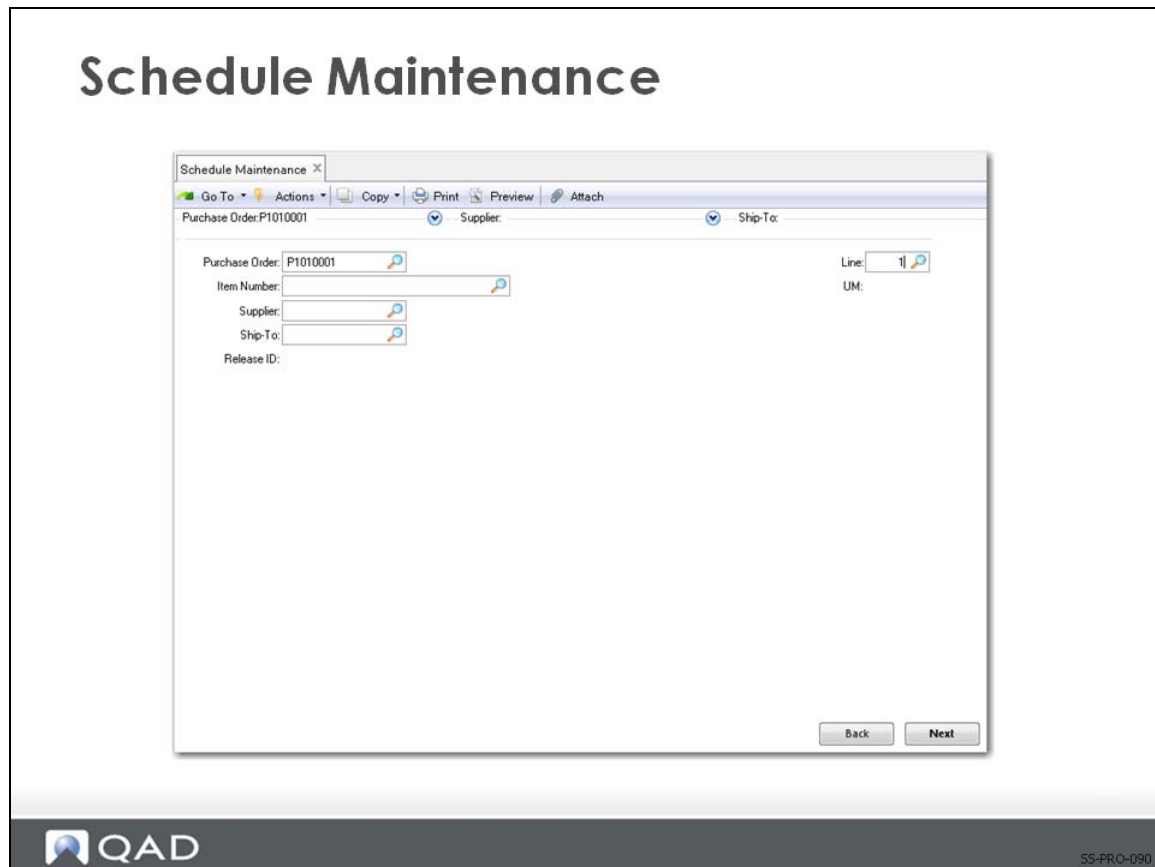 Schedule Maintenance
Schedule Maintenance X
Go To Actions Copy Print Preview Attach
Purchase Order:P1010001 Supplier: Ship-To:
Purchase Order: P1010001 Line: 1
Item Number: UM:
Supplier:
Ship-To:
Release ID:
Back Next
QAD
SS-PRO-090